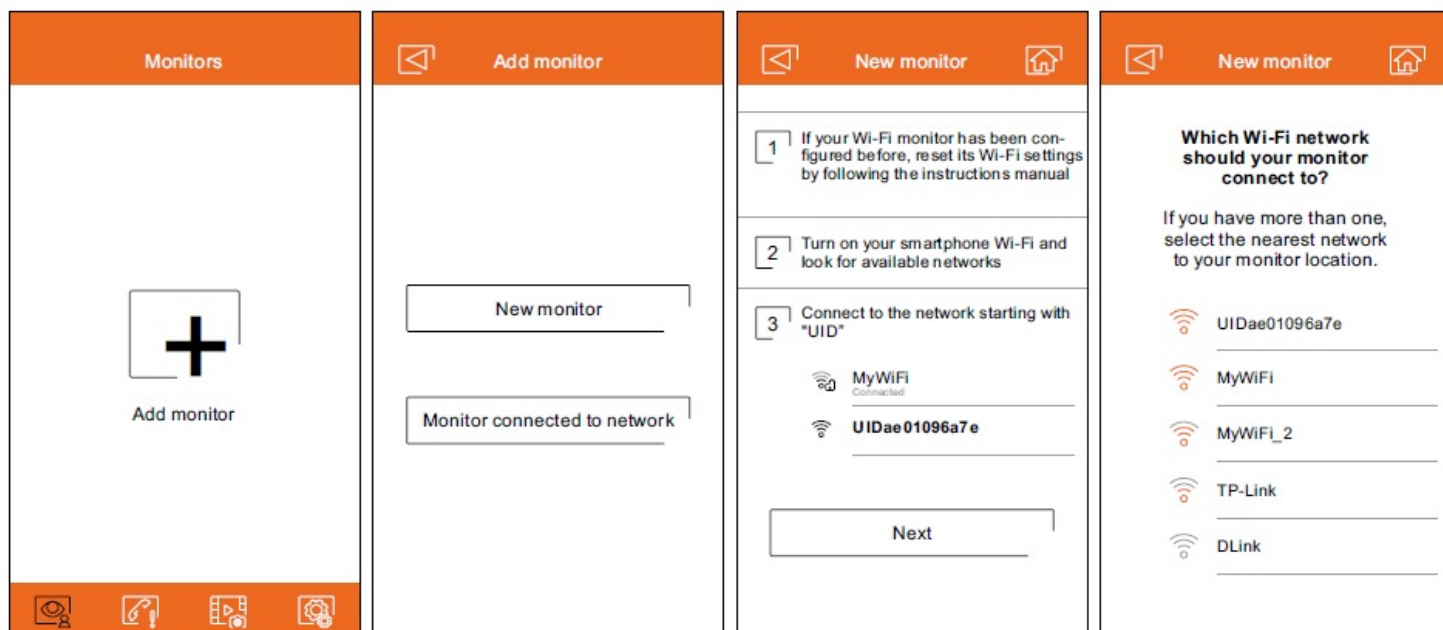 Monitors
Add monitor
Add monitor
New monitor
Monitor connected to network
New monitor
1
If your Wi-Fi monitor has been con-
figured before, reset its Wi-Fi settings
by following the instructions manual
2
Turn on your smartphone Wi-Fi and
look for available networks
3
Connect to the network starting with
"UID"
MyWiFi
Connected
UIDae01096a7e
Next
New monitor
Which Wi-Fi network
should your monitor
connect to?
If you have more than one,
select the nearest network
to your monitor location.
UIDae01096a7e
MyWiFi
MyWiFi_2
TP-Link
DLink